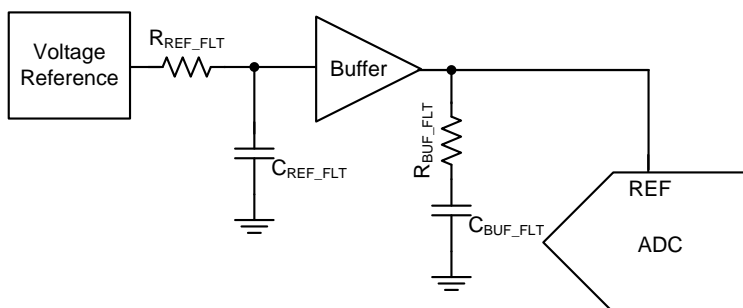 Voltage
Reference
R_REF_FLT
Buffer
C_REF_FLT
R_BUF_FLT
C_BUF_FLT
REF
ADC